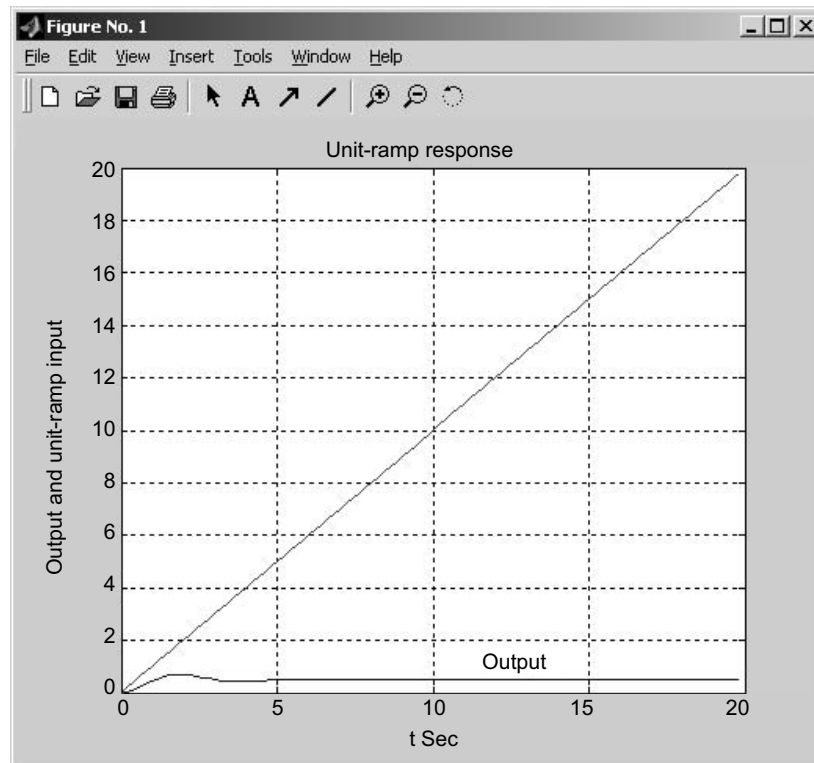 Figure No. 1
File Edit View Insert Tools Window Help
A
Unit-ramp response
Output and unit-ramp input
20
18
16
14
12
10
8
6
4
2
0
Output
0 5 10 15 20
t Sec